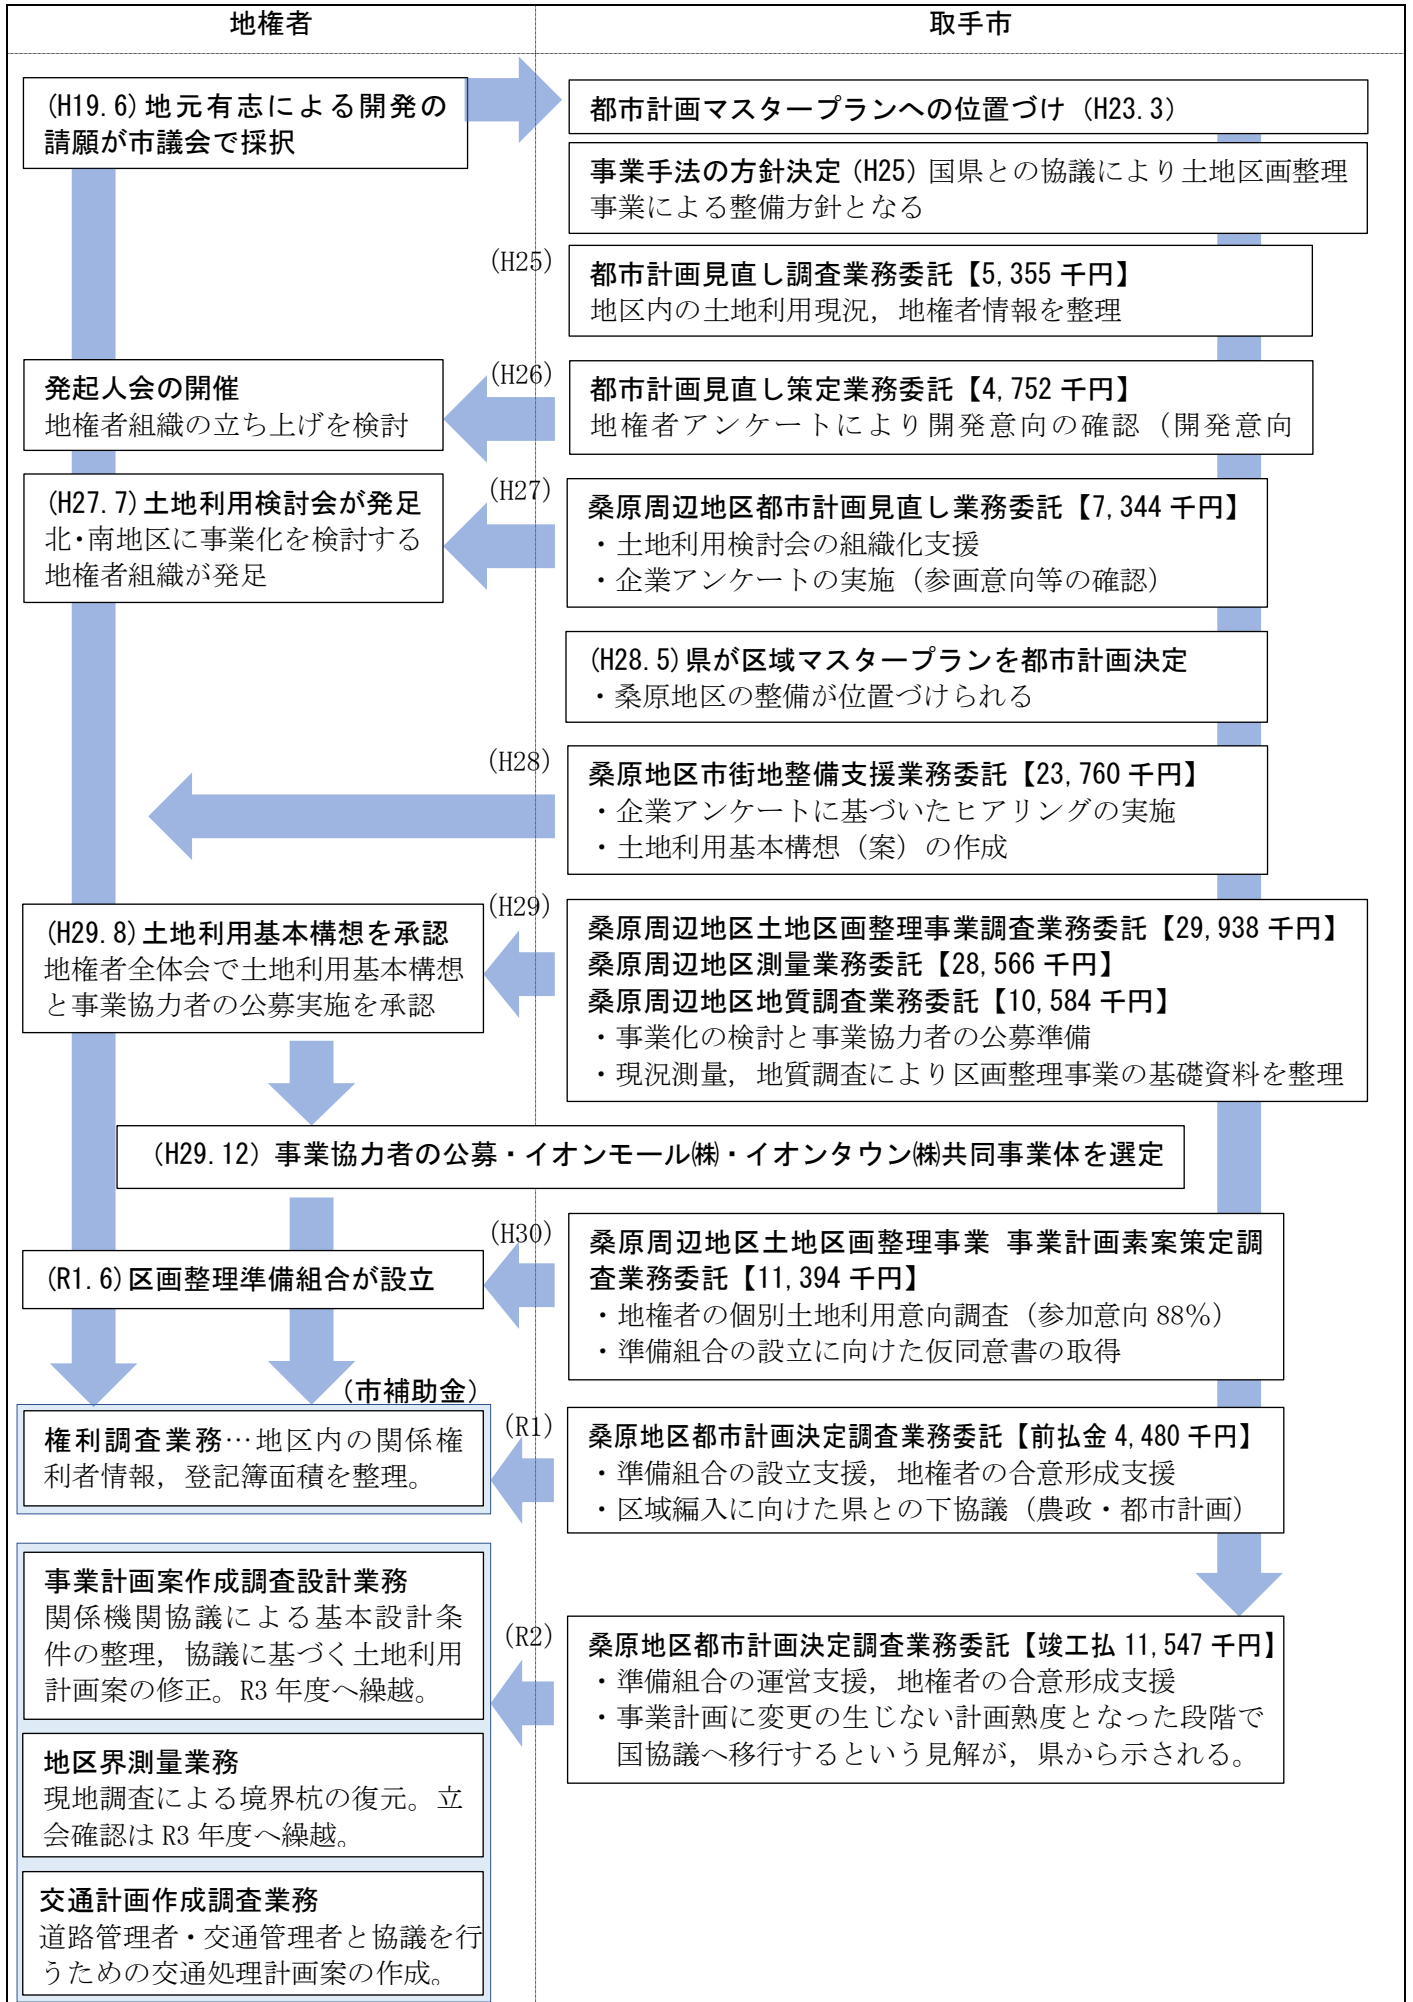 地権者
取手市
(H19.6)地元有志による開発の
請願が市議会で採択
都市計画マスタープランへの位置づけ（H23.3）
事業手法の方針決定（H25）国県との協議により土地区画整理
事業による整備方針となる
(H25)
都市計画見直し調査業務委託【5,355 千円】
地区内の土地利用現況，地権者情報を整理
発起人会の開催
地権者組織の立ち上げを検討
(H26)
都市計画見直し策定業務委託【4,752 千円】
地権者アンケートにより開発意向の確認（開発意向
(H27.7)土地利用検討会が発足
北・南地区に事業化を検討する
地権者組織が発足
(H27)
桑原周辺地区都市計画見直し業務委託【7,344 千円】
・土地利用検討会の組織化支援
・企業アンケートの実施（参画意向等の確認）
(H28.5)県が区域マスタープランを都市計画決定
・桑原地区の整備が位置づけられる
(H28)
桑原地区市街地整備支援業務委託【23,760 千円】
・企業アンケートに基づいたヒアリングの実施
・土地利用基本構想（案）の作成
(H29.8)土地利用基本構想を承認
地権者全体会で土地利用基本構想
と事業協力者の公募実施を承認
(H29)
桑原周辺地区土地区画整理事業調査業務委託【29,938 千円】
桑原周辺地区測量業務委託【28,566 千円】
桑原周辺地区地質調査業務委託【10,584 千円】
・事業化の検討と事業協力者の公募準備
・現況測量，地質調査により区画整理事業の基礎資料を整理
(H29.12) 事業協力者の公募・イオンモール㈱・イオンタウン㈱共同事業体を選定
(R1.6)区画整理準備組合が設立
(H30)
桑原周辺地区土地区画整理事業 事業計画素案策定調
査業務委託【11,394 千円】
・地権者の個別土地利用意向調査（参加意向 88％）
・準備組合の設立に向けた仮同意書の取得
（市補助金）
権利調査業務…地区内の関係権
利者情報，登記簿面積を整理。
(R1)
桑原地区都市計画決定調査業務委託【前払金 4,480 千円】
・準備組合の設立支援，地権者の合意形成支援
・区域編入に向けた県との下協議（農政・都市計画）
事業計画案作成調査設計業務
関係機関協議による基本設計条
件の整理，協議に基づく土地利用
計画案の修正。R3 年度へ繰越。
(R2)
桑原地区都市計画決定調査業務委託【竣工払 11,547 千円】
・準備組合の運営支援，地権者の合意形成支援
・事業計画に変更の生じない計画熟度となった段階で
国協議へ移行するという見解が，県から示される。
地区界測量業務
現地調査による境界杭の復元。立
会確認は R3 年度へ繰越。
交通計画作成調査業務
道路管理者・交通管理者と協議を行
うための交通処理計画案の作成。